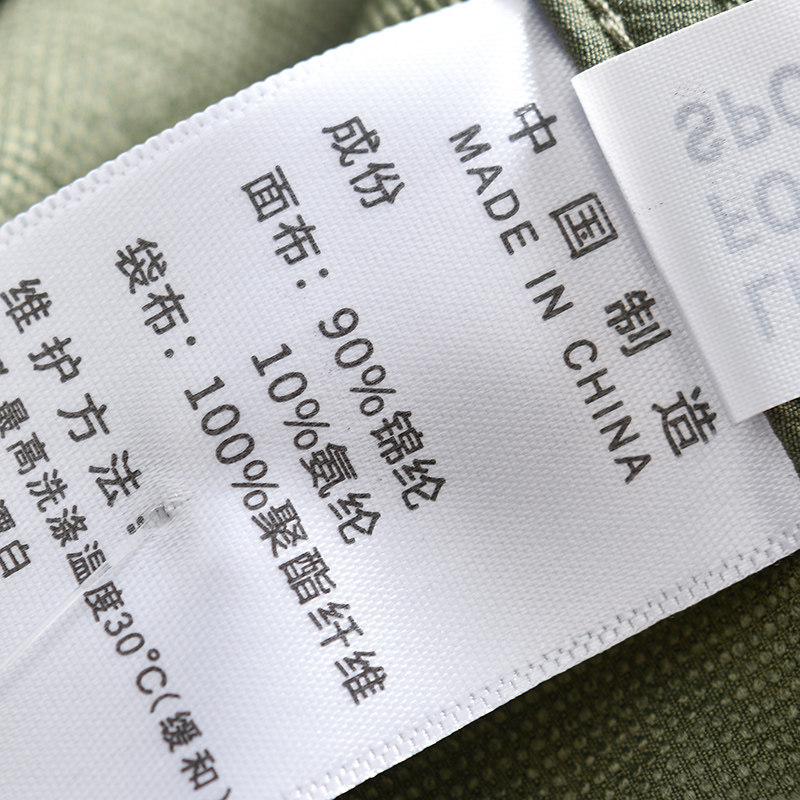 中国制造
MADE IN CHINA
成份
面布：90%锦纶
10%氨纶
袋布：100%聚酯纤维
维护方法：
最高洗涤温度30℃(缓和)
SPO
FO